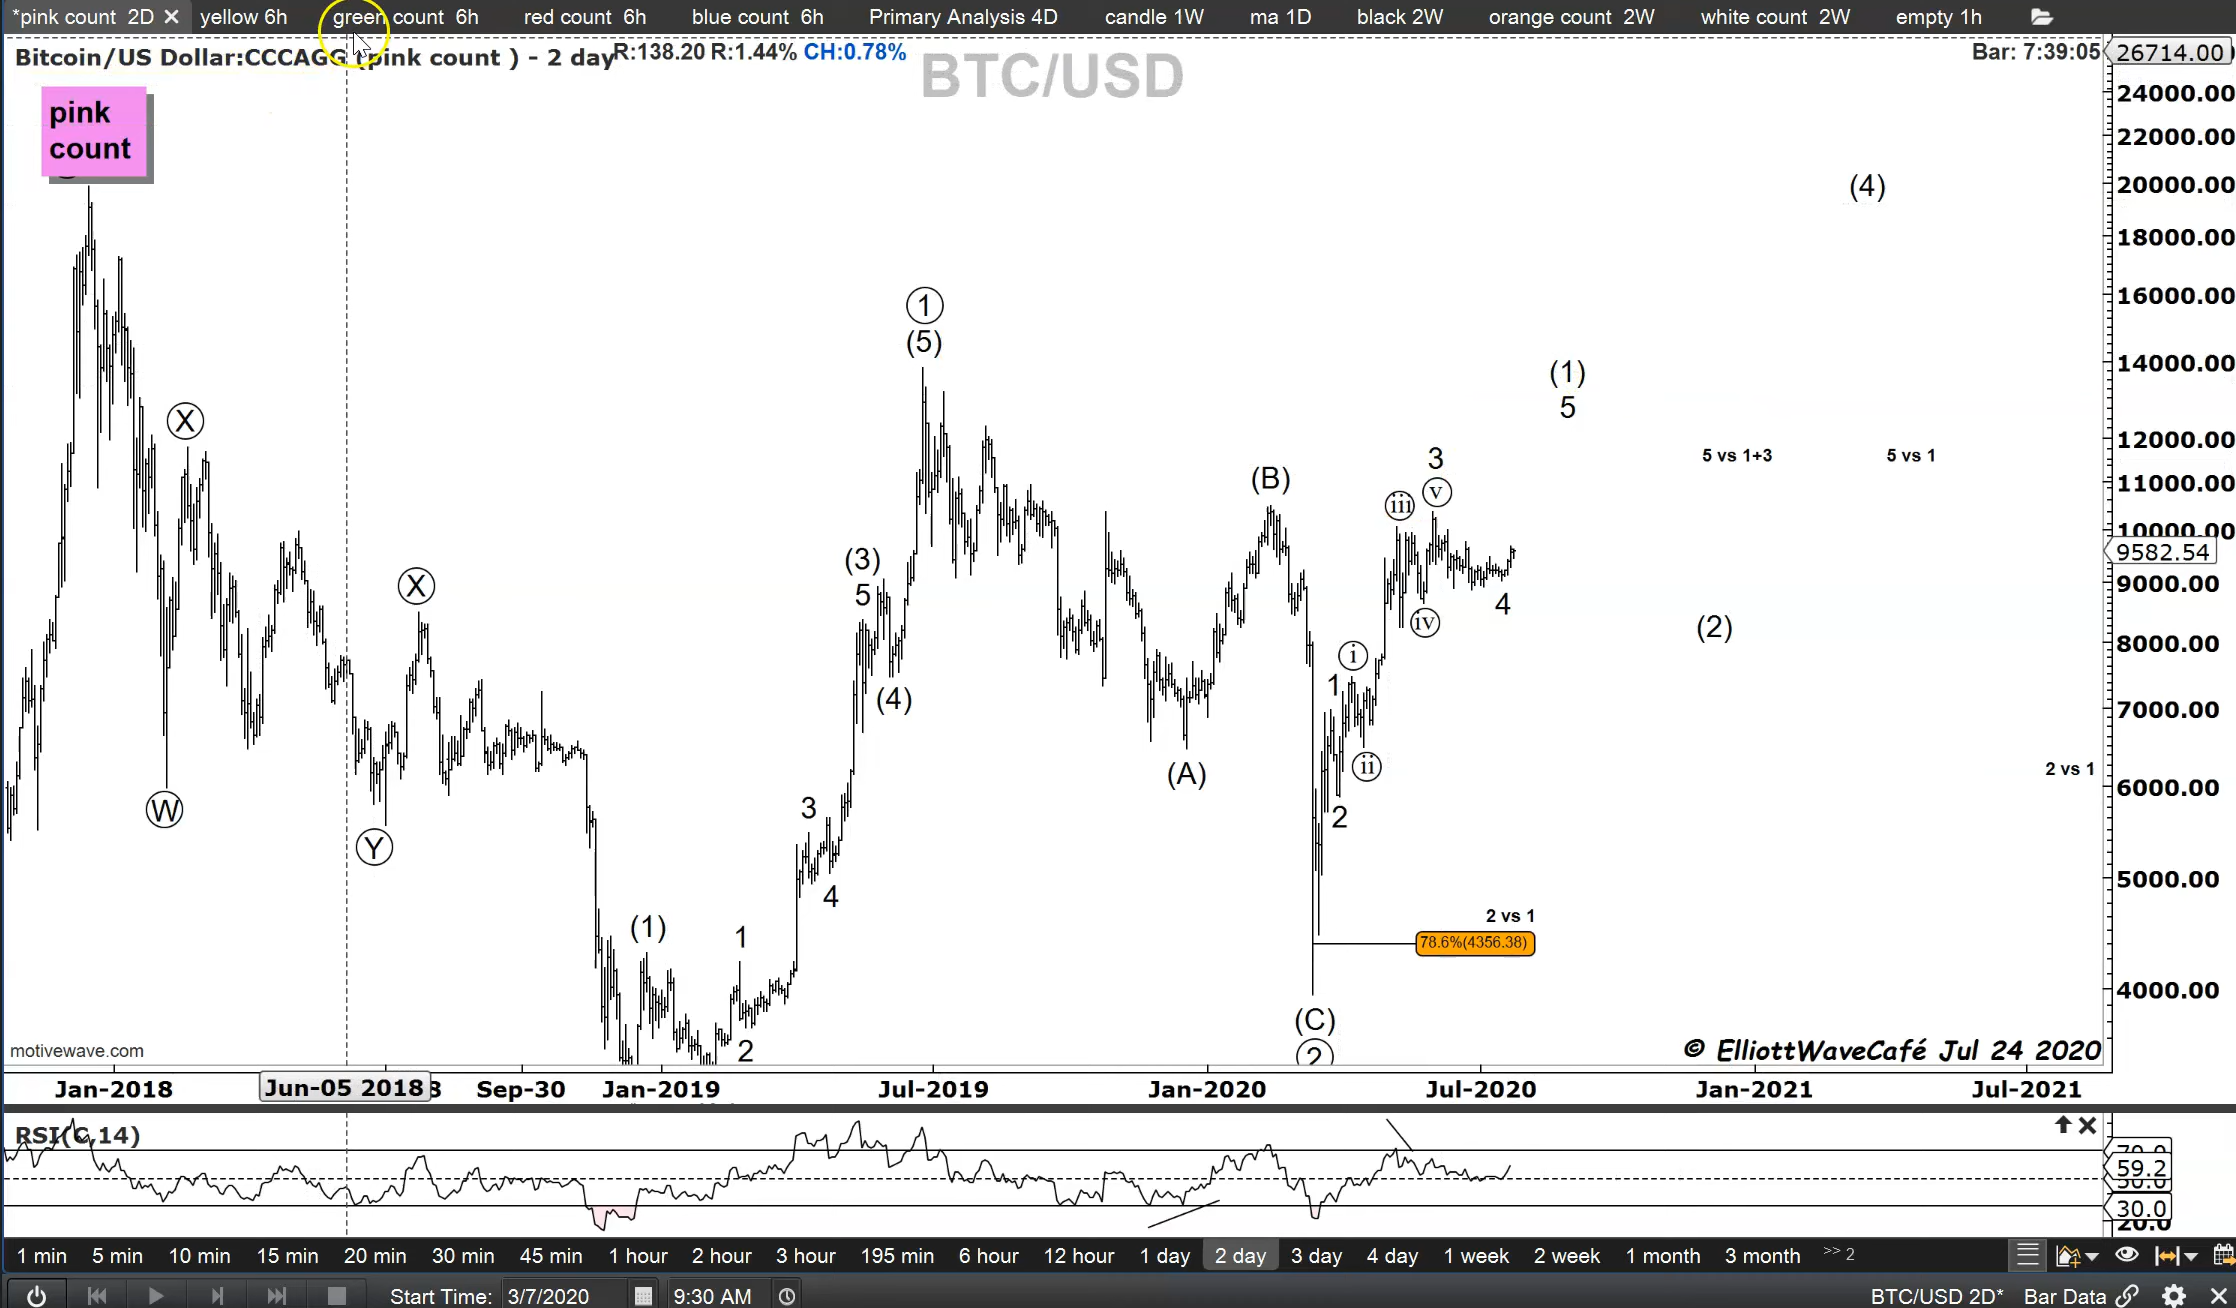 *pink count 2D yellow 6h green count 6h red count 6h blue count 6h Primary Analysis 4D candle 1W ma 1D black 2W orange count 2W white count 2W empty 1h
Bitcoin/US Dollar:CCCAGG (pink count ) - 2 day R:138.20 R:1.44% CH:0.78%
BTC/USD
Bar: 7:39:05
26714.00
24000.00
22000.00
20000.00
18000.00
16000.00
14000.00
12000.00
11000.00
10000.00
9582.54
9000.00
8000.00
7000.00
6000.00
5000.00
4000.00
pink
count
(4)
1
(5)
(1)
5
X
5 vs 1+3 5 vs 1
3
(B)
iii v
(3)
5
X
4
iv
(2)
i
1
(4)
ii
(A)
2 vs 1
W
3
2
Y
4
2 vs 1
(1)
1
78.6%(4356.38)
(C)
2
2
motivewave.com
© ElliottWaveCafé Jul 24 2020
Jan-2018 Jun-05 2018 Sep-30 Jan-2019 Jul-2019 Jan-2020 Jul-2020 Jan-2021 Jul-2021
RSI(C,14)
59.2
30.0
1 min 5 min 10 min 15 min 20 min 30 min 45 min 1 hour 2 hour 3 hour 195 min 6 hour 12 hour 1 day 2 day 3 day 4 day 1 week 2 week 1 month 3 month >> 2
Start Time: 3/7/2020 9:30 AM BTC/USD 2D* Bar Data